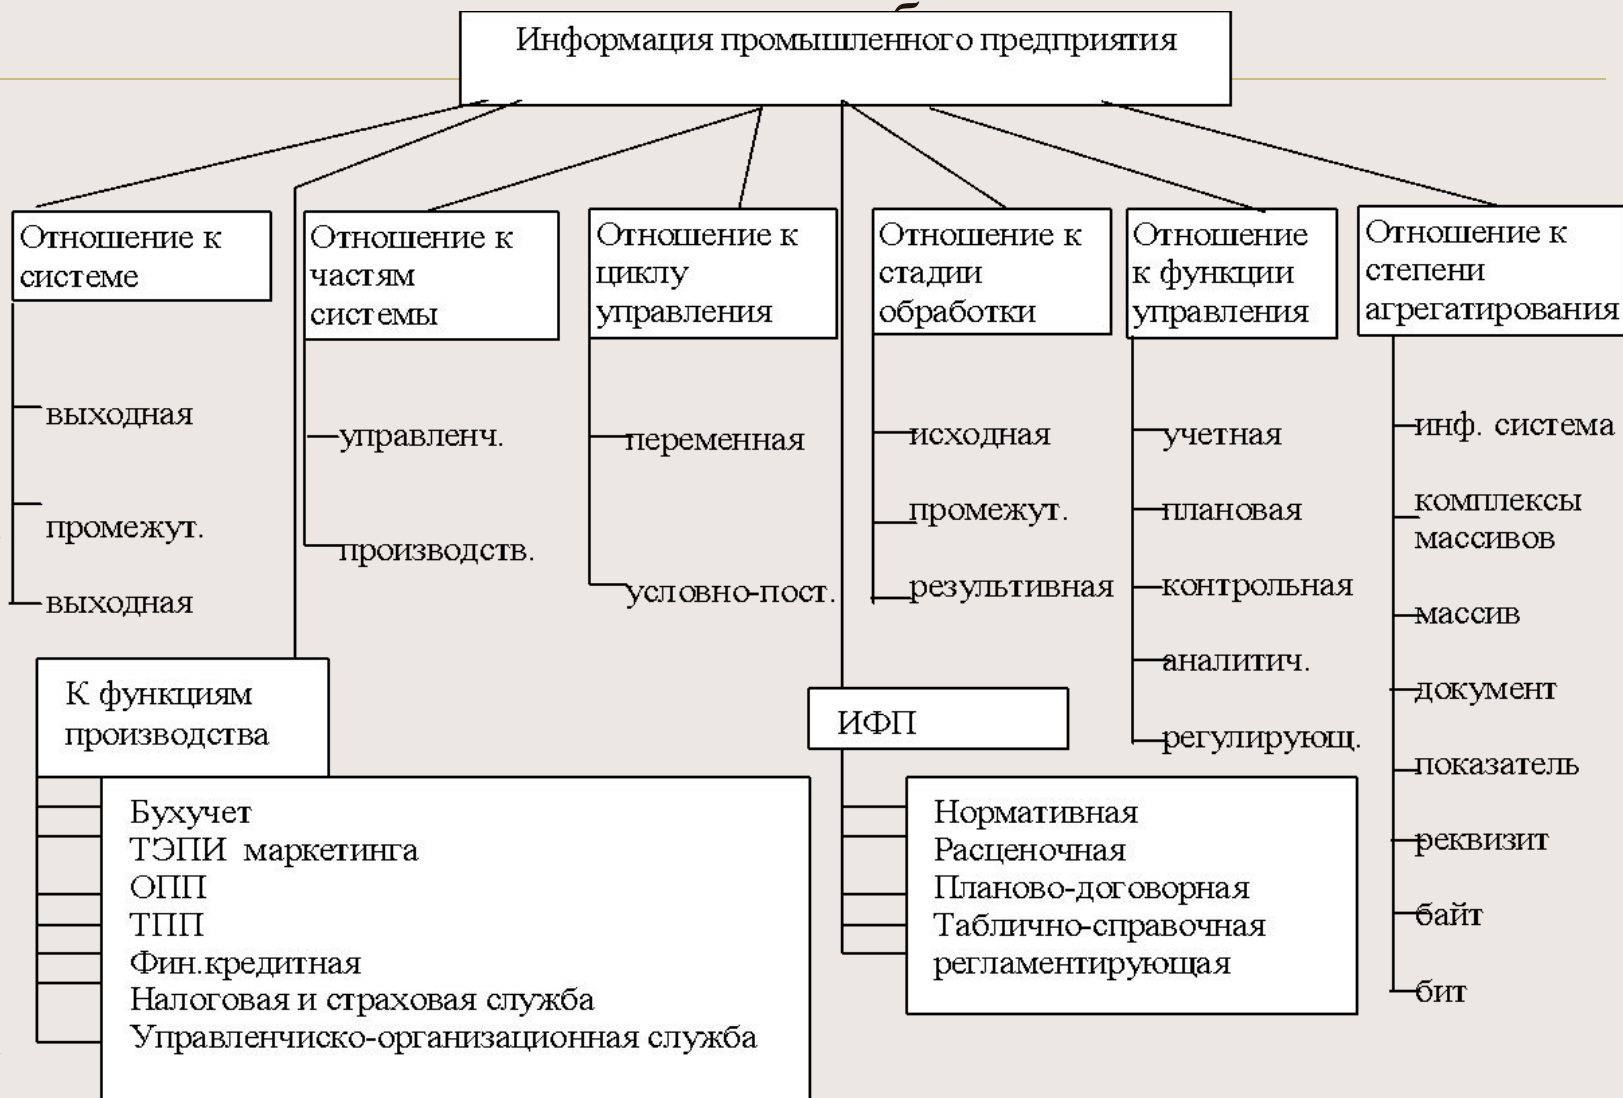 Информация промышленного предприятия
Отношение к
системе
выходная
промежут.
выходная
Отношение к
частям
системы
управленч.
производств.
Отношение к
циклу
управления
переменная
условно-пост.
Отношение к
стадии
обработки
исходная
промежут.
результивная
Отношение
к функции
управления
учетная
плановая
контрольная
аналитич.
регулирующ.
Отношение к
степени
агрегатирования
инф. система
комплексы
массивов
массив
документ
показатель
реквизит
байт
бит
К функциям
производства
Бухучет
ТЭПИ маркетинга
ОПП
ТПП
Фин.кредитная
Налоговая и страховая служба
Управленчиско-организационная служба
ИФП
Нормативная
Расценочная
Планово-договорная
Таблично-справочная
регламентирующая